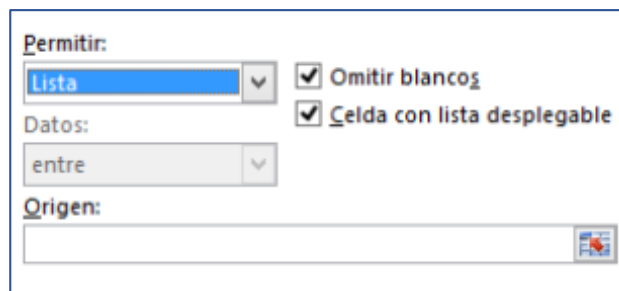 Permitir:
Lista
Omitir blancos
Celda con lista desplegable
Datos:
entre
Origen: